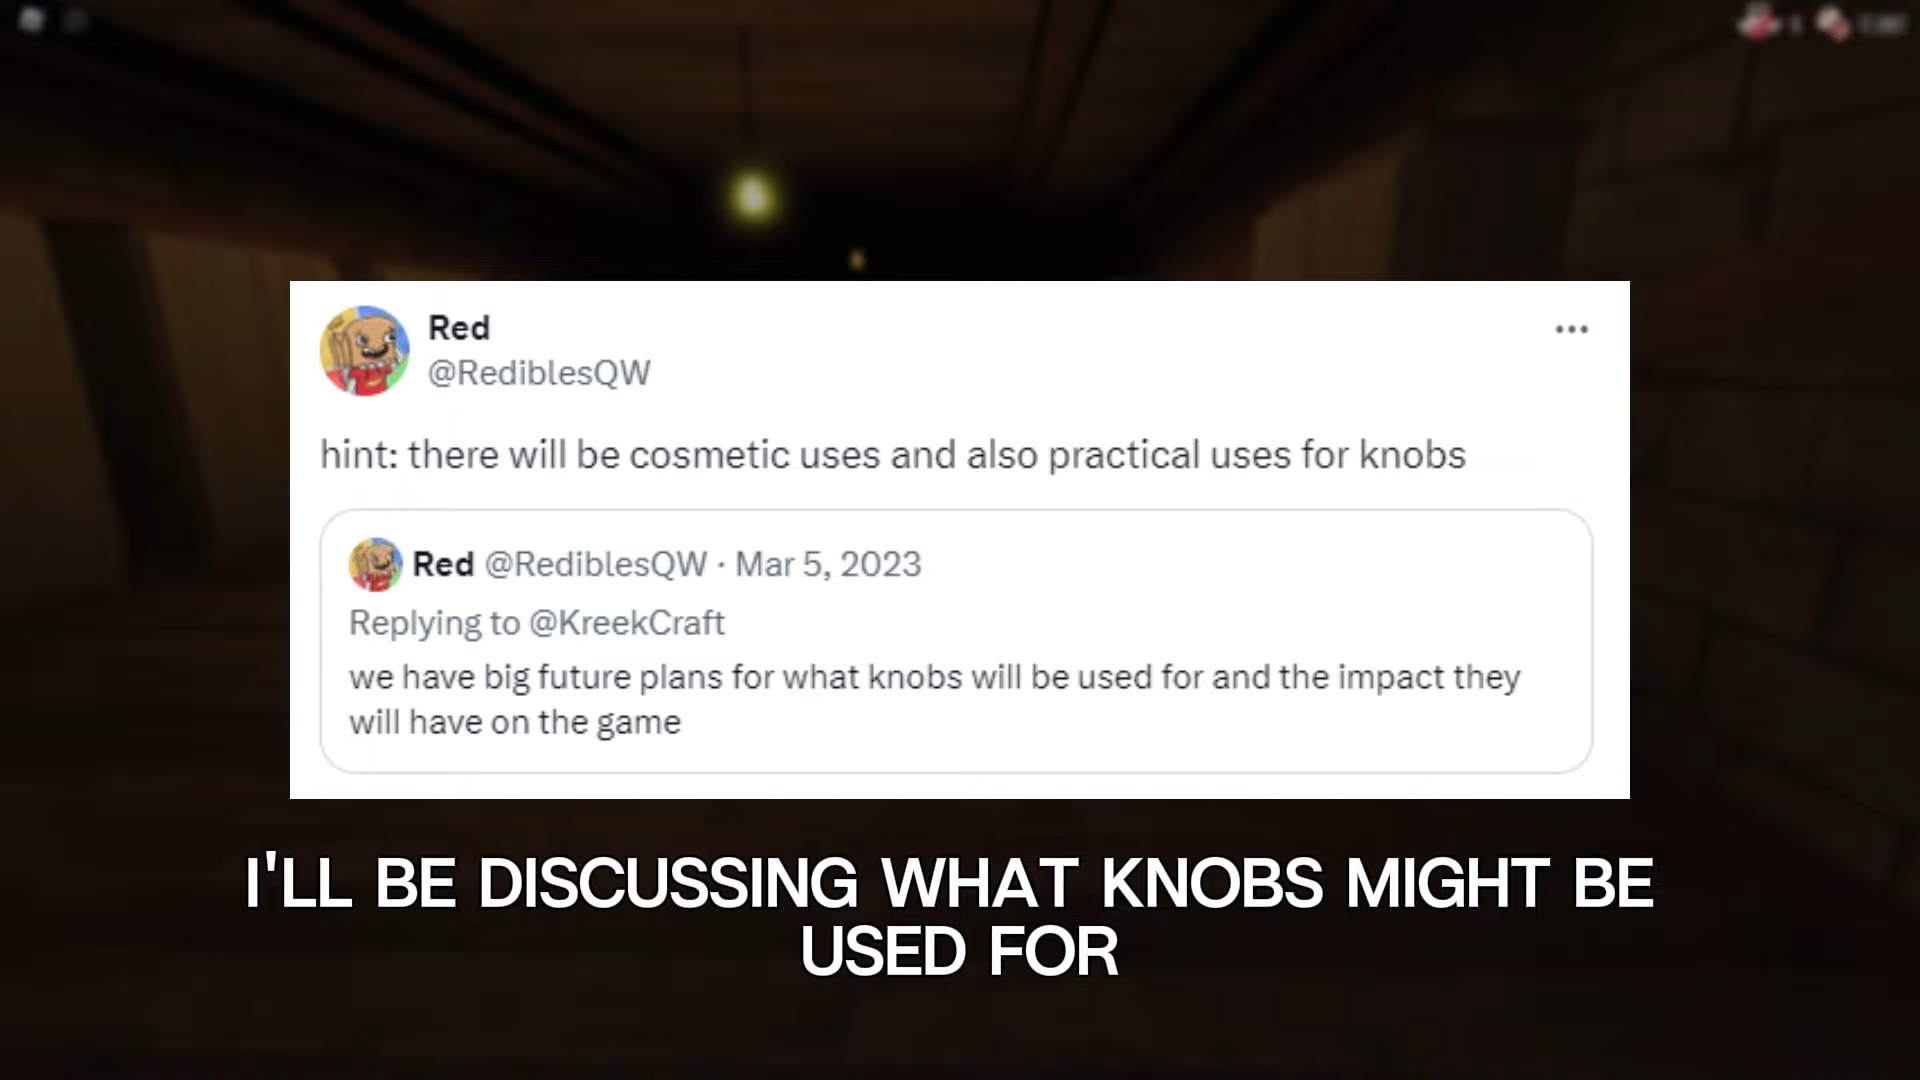 Red
@RediblesQW
hint: there will be cosmetic uses and also practical uses for knobs
Red @RediblesQW · Mar 5, 2023
Replying to @KreekCraft
we have big future plans for what knobs will be used for and the impact they
will have on the game
I'LL BE DISCUSSING WHAT KNOBS MIGHT BE
USED FOR